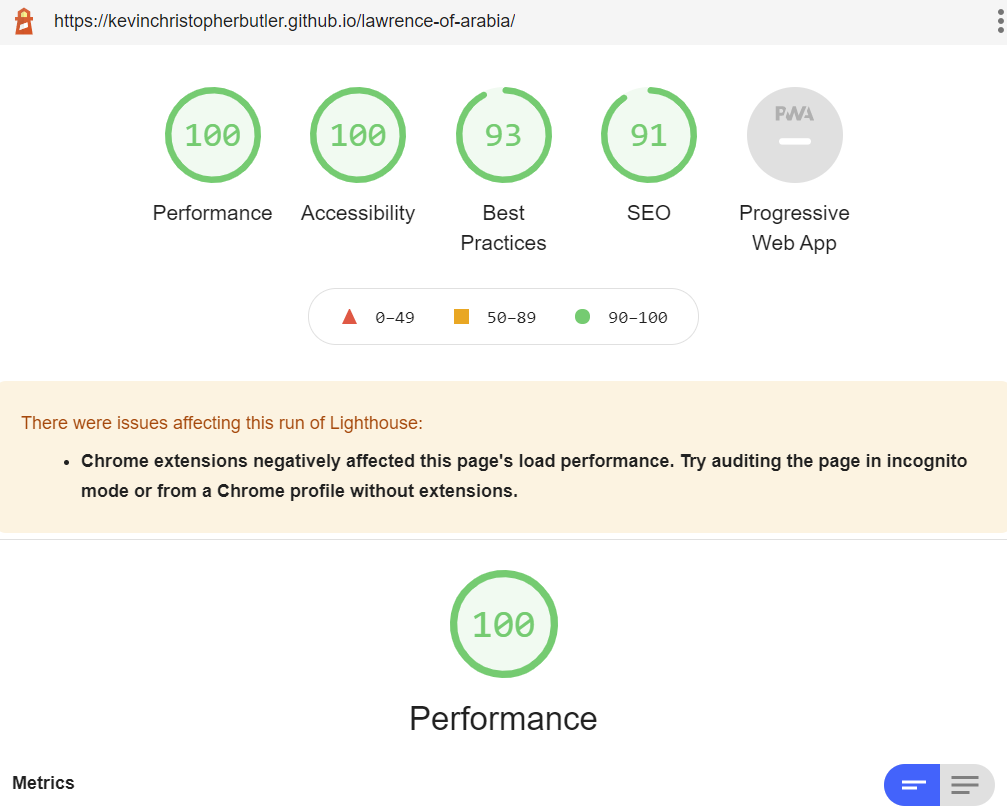 https://kevinchristopherbutler.github.io/lawrence-of-arabia/
100
100
93
91
PWA
Performance
Accessibility
Best
Practices
SEO
Progressive
Web App
0–49
50–89
90–100
There were issues affecting this run of Lighthouse:
• Chrome extensions negatively affected this page's load performance. Try auditing the page in incognito
mode or from a Chrome profile without extensions.
100
Performance
Metrics